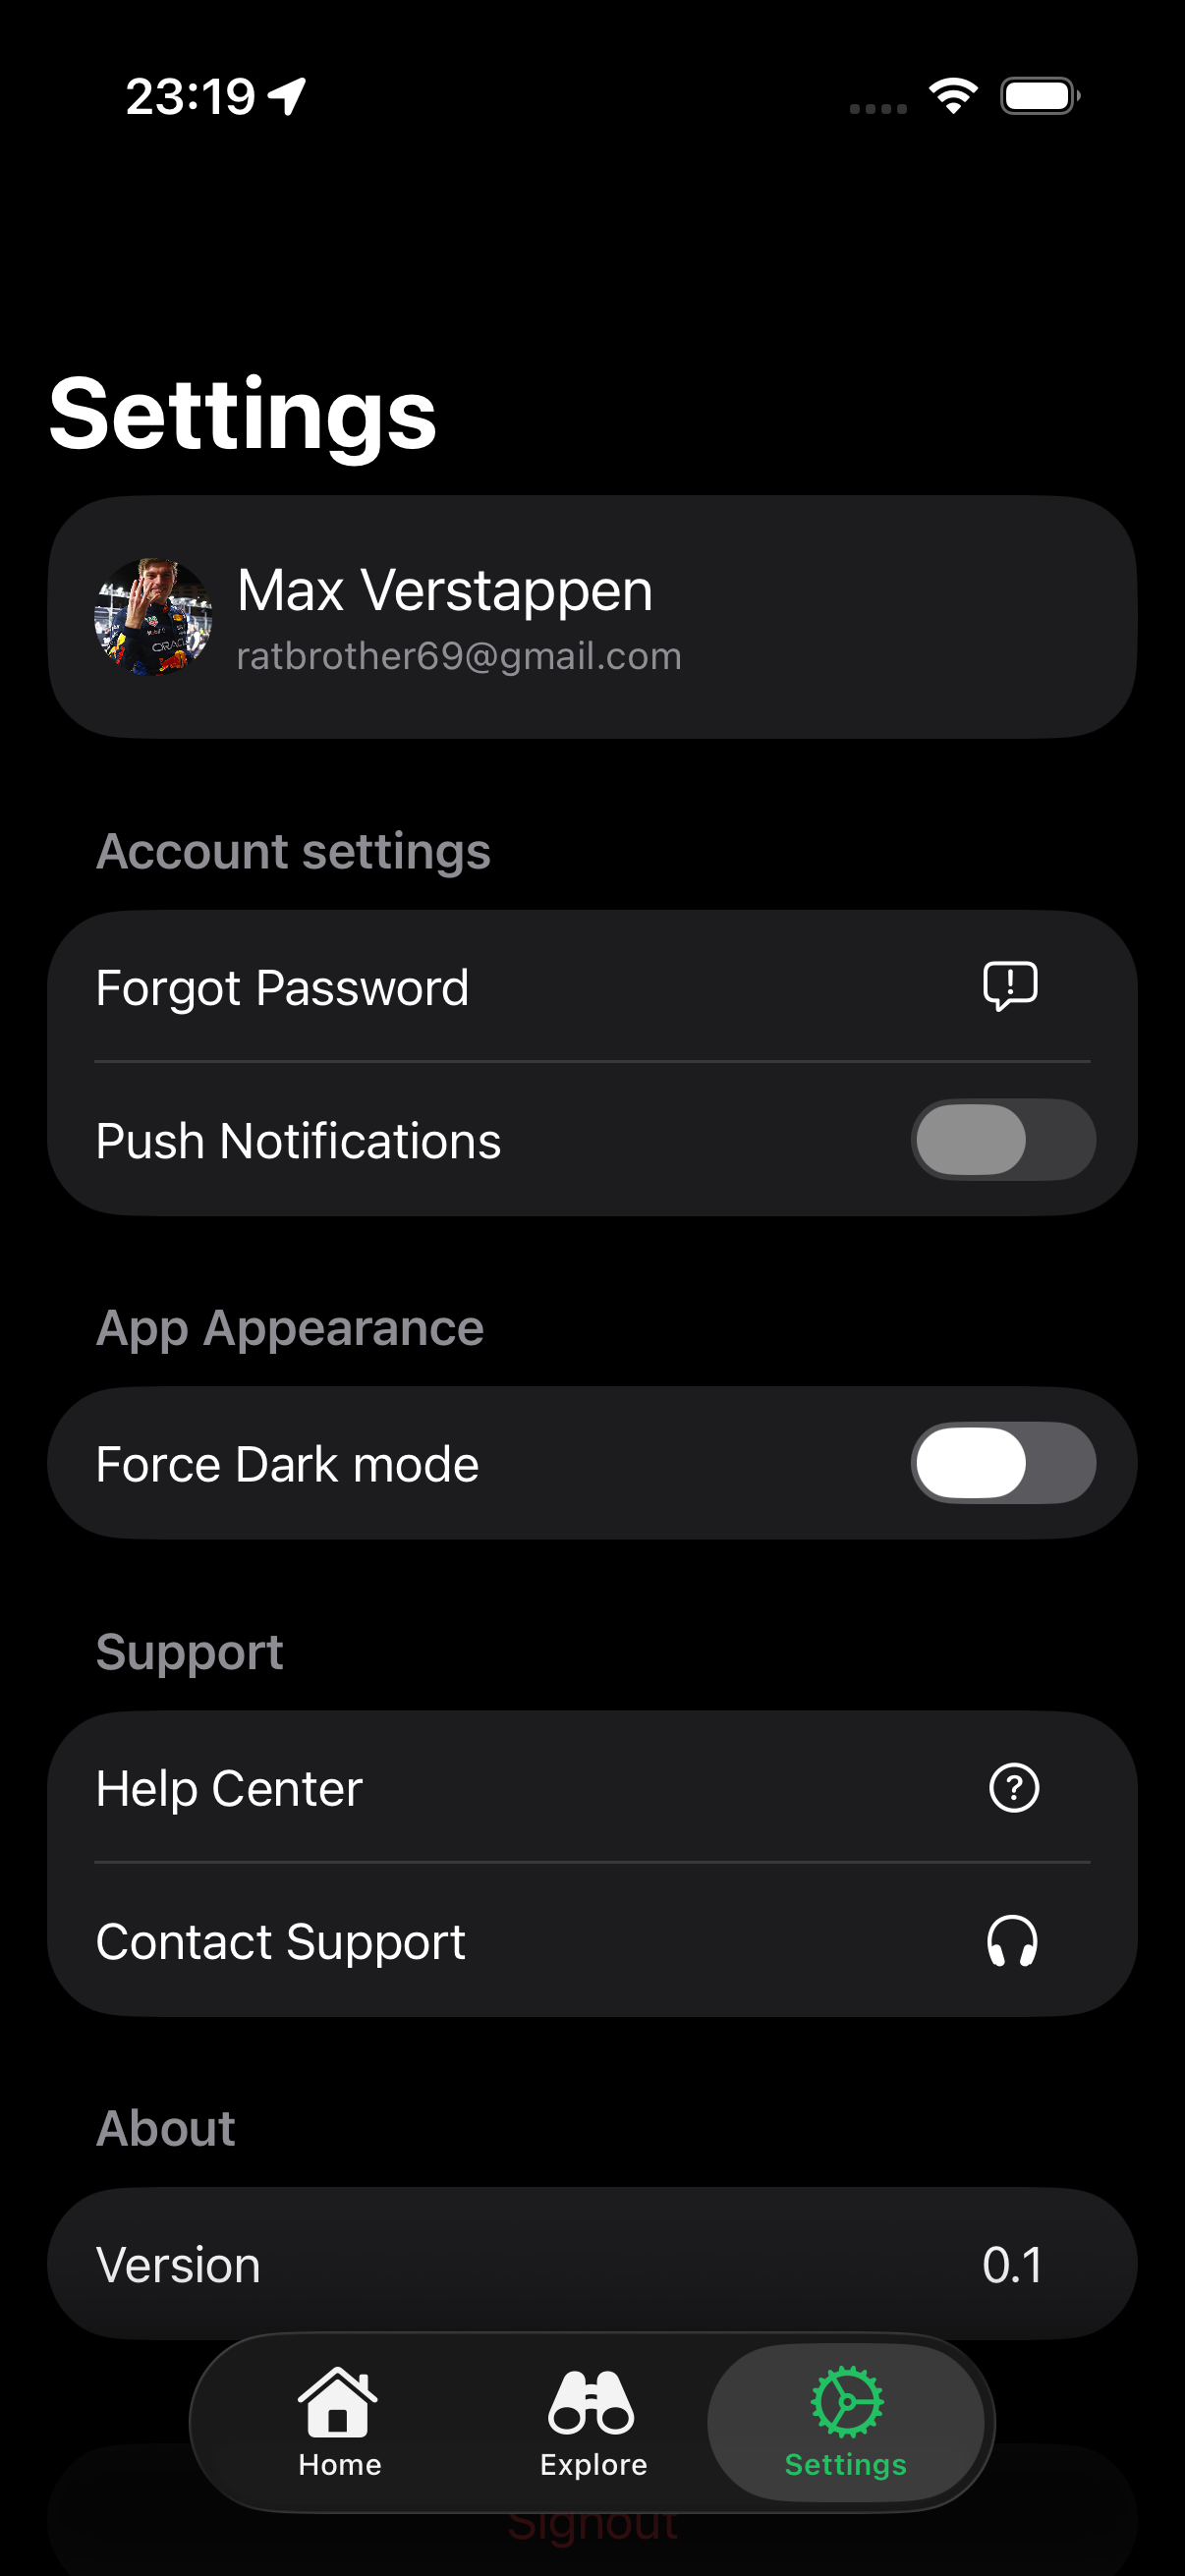 23:19
Settings
Max Verstappen
ratbrother69@gmail.com
Account settings
Forgot Password
Push Notifications
App Appearance
Force Dark mode
Support
Help Center
Contact Support
About
Version 0.1
Home Explore Settings
Signout